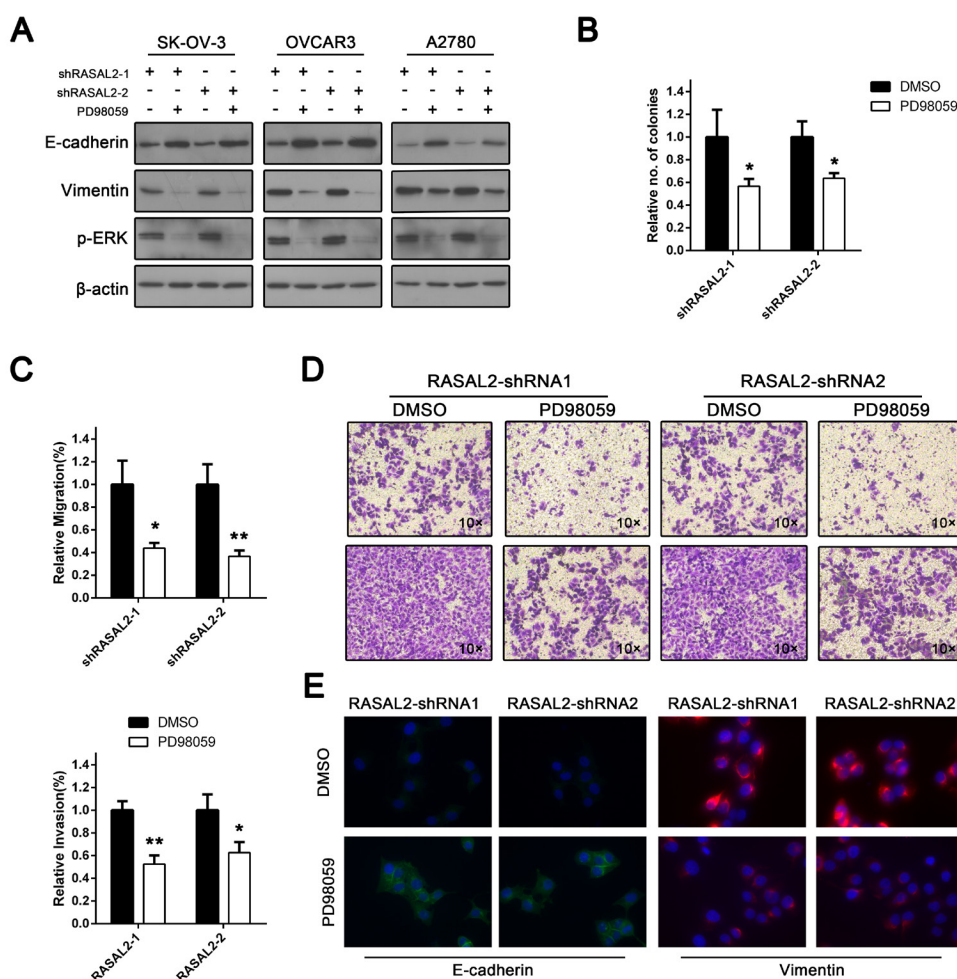 A
SK-OV-3 OVCAR3 A2780
shRASAL2-1 + + - - + + - - + + - -
shRASAL2-2 - - + + - - + + - - + +
PD98059 - + - + - + - + - + - +
E-cadherin
Vimentin
p-ERK
β-actin
B
DMSO
PD98059
Relative no. of colonies
1.4
1.2
1.0
0.8
0.6
0.4
0.2
0.0
* *
shRASAL2-1 shRASAL2-2
C
Relative Migration(%)
1.4
1.2
1.0
0.8
0.6
0.4
0.2
0.0
* **
shRASAL2-1 shRASAL2-2
DMSO
PD98059
Relative Invasion(%)
1.4
1.2
1.0
0.8
0.6
0.4
0.2
0.0
** *
RASAL2-1 RASAL2-2
D
RASAL2-shRNA1 RASAL2-shRNA2
DMSO PD98059 DMSO PD98059
10× 10× 10× 10×
10× 10× 10× 10×
E
RASAL2-shRNA1 RASAL2-shRNA2 RASAL2-shRNA1 RASAL2-shRNA2
DMSO
PD98059
E-cadherin Vimentin